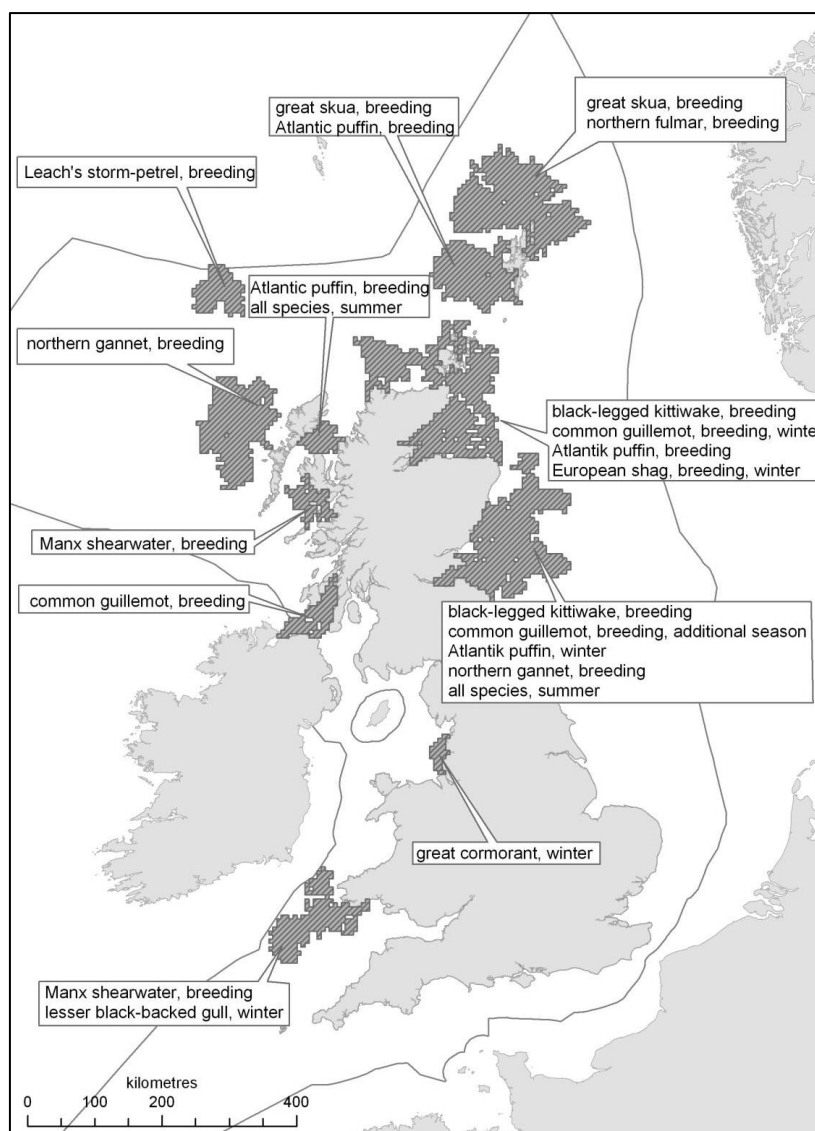 great skua, breeding
Atlantic puffin, breeding
great skua, breeding
northern fulmar, breeding
Leach's storm-petrel, breeding
Atlantic puffin, breeding
all species, summer
northern gannet, breeding
black-legged kittiwake, breeding
common guillemot, breeding, winte
Atlantik puffin, breeding
European shag, breeding, winter
Manx shearwater, breeding
common guillemot, breeding
black-legged kittiwake, breeding
common guillemot, breeding, additional season
Atlantik puffin, winter
northern gannet, breeding
all species, summer
great cormorant, winter
Manx shearwater, breeding
lesser black-backed gull, winter
kilometres
0 100 200 400